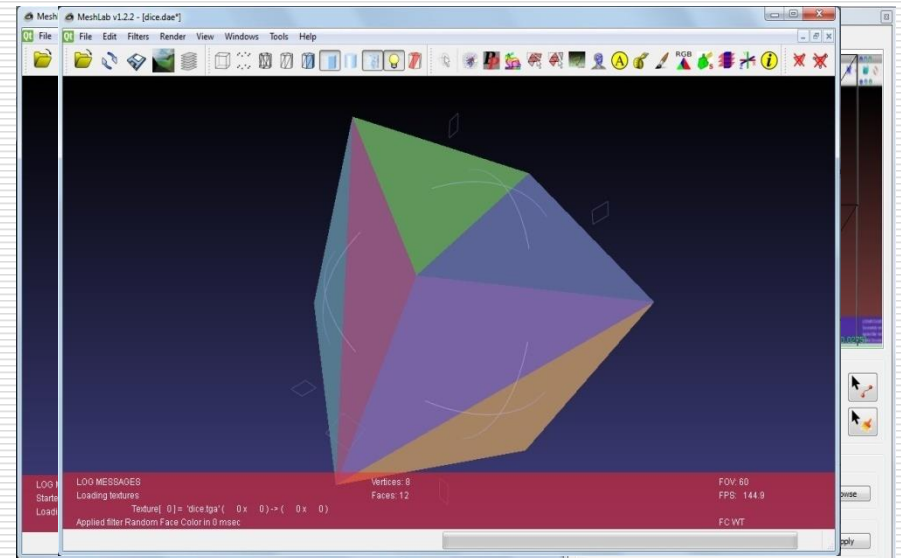 Mesh
MeshLab v1.2.2 - [dice.dae*]
File
File Edit Filters Render View Windows Tools Help
A
RGB
i
LOG MESSAGES
Loading textures
Texture[ 0 ] = 'dice.tga' ( 0 x 0 ) -> ( 0 x 0 )
Applied filter Random Face Color in 0 msec
Vertices: 8
Faces: 12
FOV: 60
FPS: 144.9
FC WT
LOG
Starte
Loadi
owse
pply